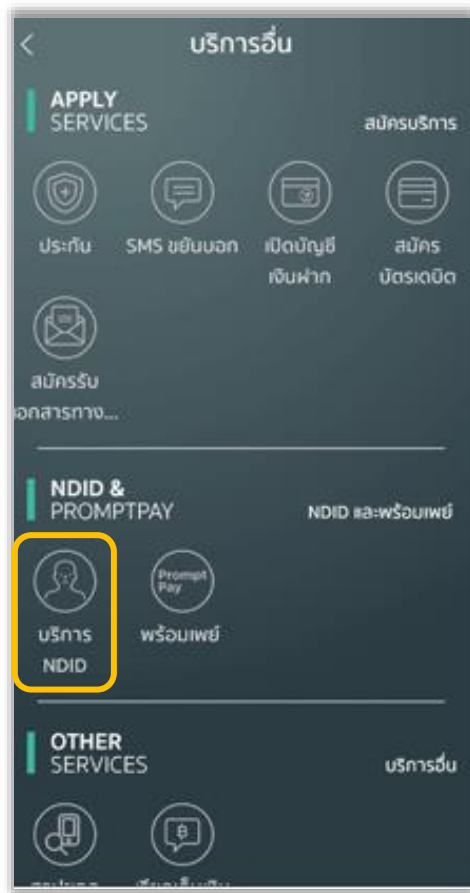 บริการอื่น
APPLY
SERVICES
สมัครบริการ
ประกัน
SMS ขยันบอก
เปิดบัญชี
เงินฝาก
สมัคร
บัตรเดบิต
สมัครรับ
เอกสารทาง...
NDID &
PROMPTPAY
NDID และพร้อมเพย์
Prompt
Pay
บริการ
NDID
พร้อมเพย์
OTHER
SERVICES
บริการอื่น